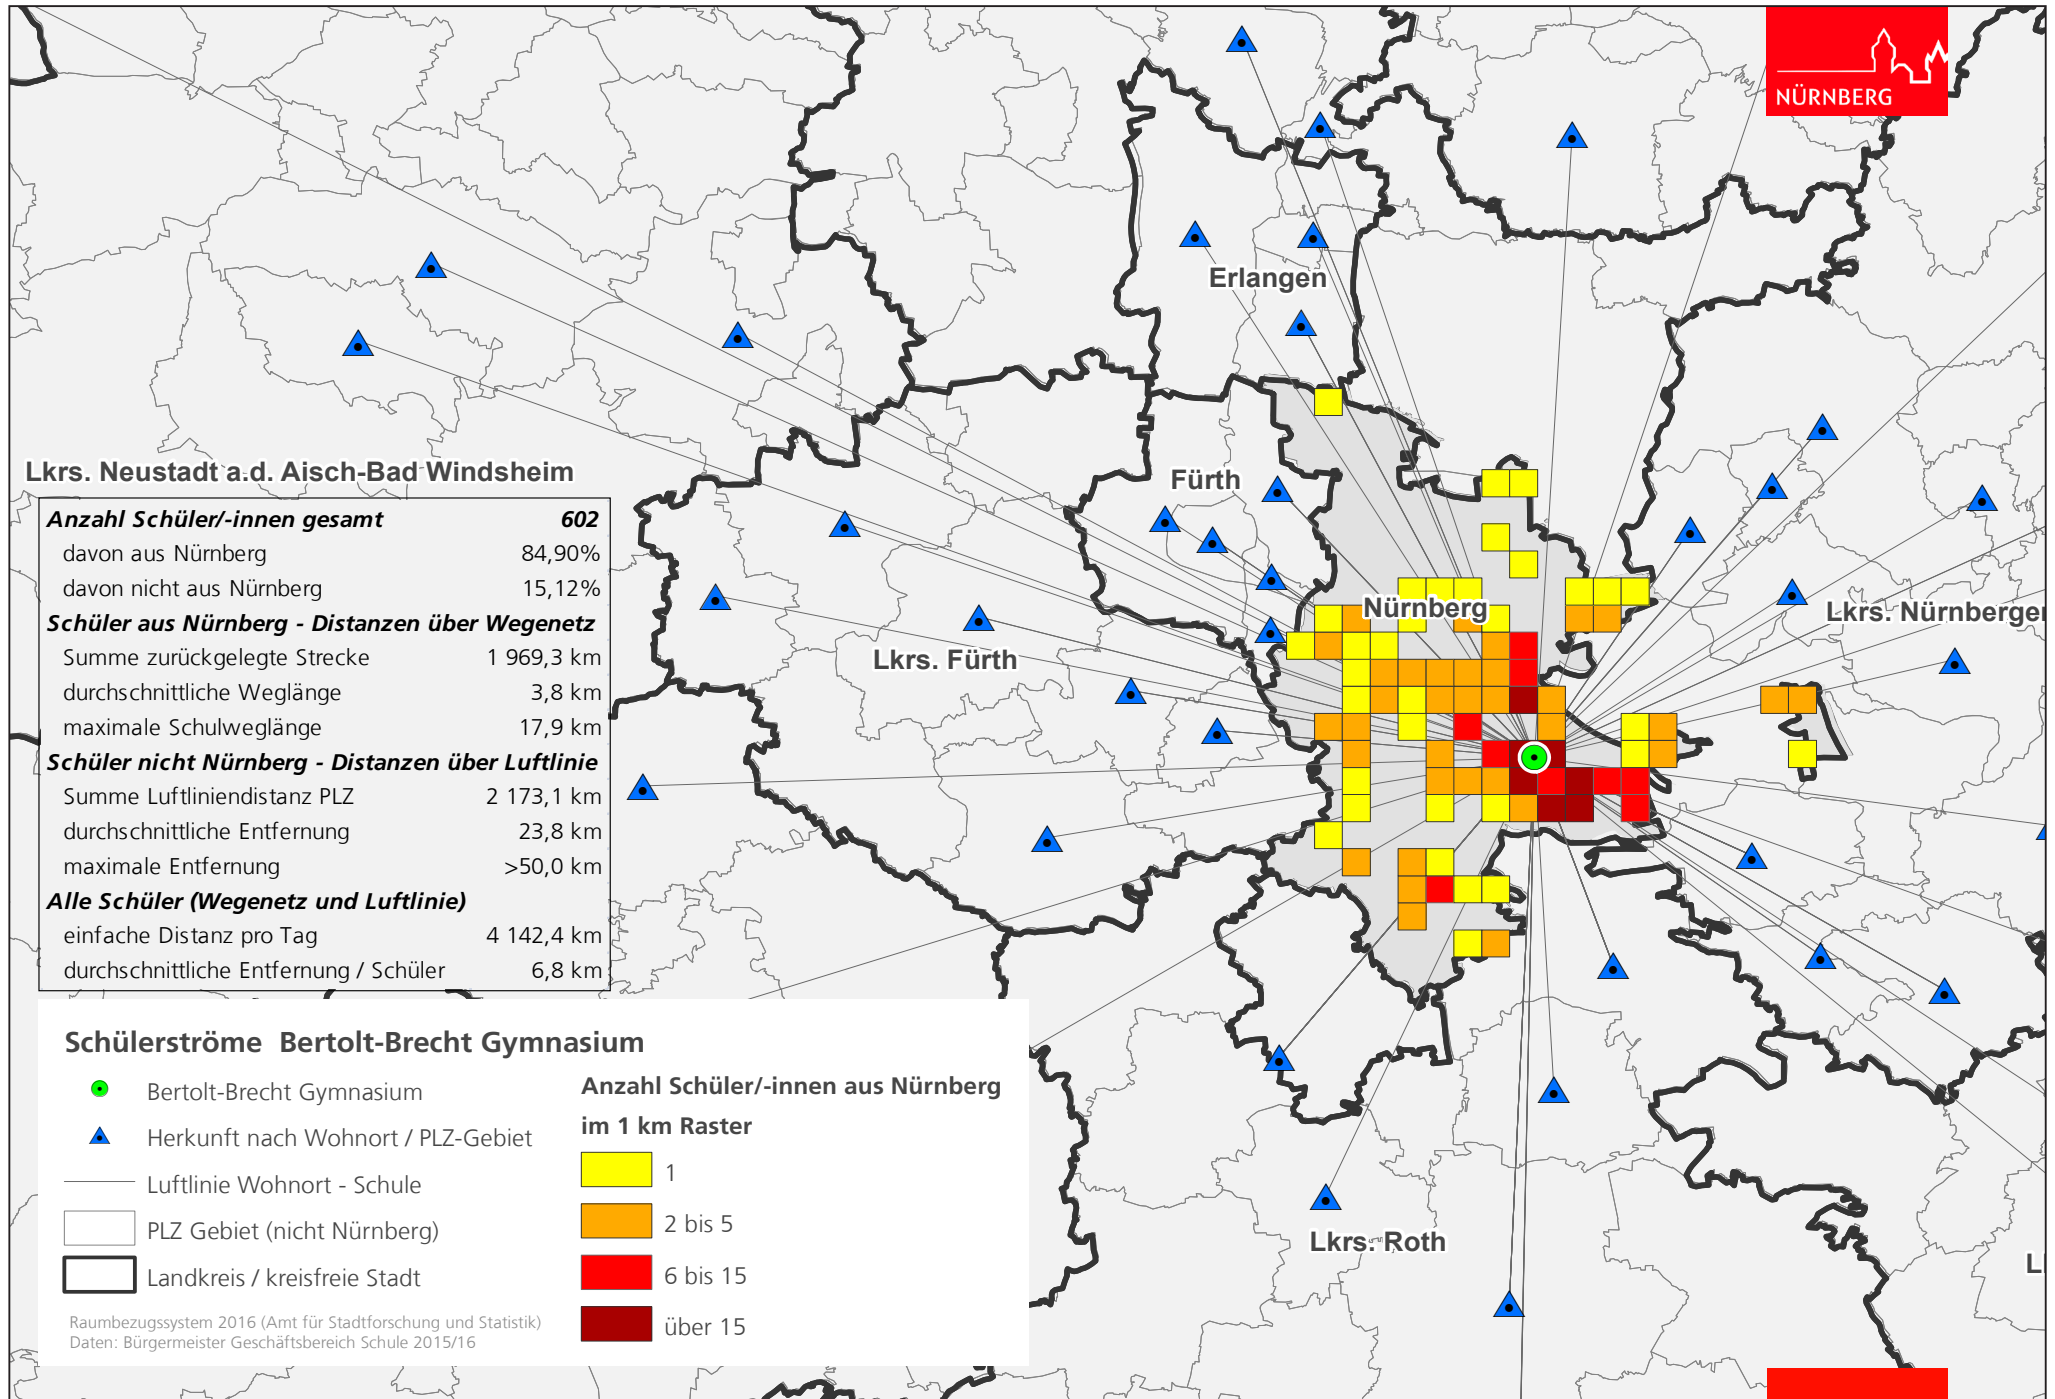 NÜRNBERG
Erlangen
Lkrs. Neustadt a.d. Aisch-Bad Windsheim
Fürth
Nürnberg
Lkrs. Nürnberger
Lkrs. Fürth
Anzahl Schüler/-innen gesamt 602
davon aus Nürnberg 84,90%
davon nicht aus Nürnberg 15,12%
Schüler aus Nürnberg - Distanzen über Wegenetz
Summe zurückgelegte Strecke 1 969,3 km
durchschnittliche Weglänge 3,8 km
maximale Schulweglänge 17,9 km
Schüler nicht Nürnberg - Distanzen über Luftlinie
Summe Luftliniendistanz PLZ 2 173,1 km
durchschnittliche Entfernung 23,8 km
maximale Entfernung >50,0 km
Alle Schüler (Wegenetz und Luftlinie)
einfache Distanz pro Tag 4 142,4 km
durchschnittliche Entfernung / Schüler 6,8 km
Schülerströme Bertolt-Brecht Gymnasium
Bertolt-Brecht Gymnasium
Herkunft nach Wohnort / PLZ-Gebiet
Luftlinie Wohnort - Schule
PLZ Gebiet (nicht Nürnberg)
Landkreis / kreisfreie Stadt
Raumbezugssystem 2016 (Amt für Stadtforschung und Statistik)
Daten: Bürgermeister Geschäftsbereich Schule 2015/16
Anzahl Schüler/-innen aus Nürnberg
im 1 km Raster
1
2 bis 5
6 bis 15
über 15
Lkrs. Roth